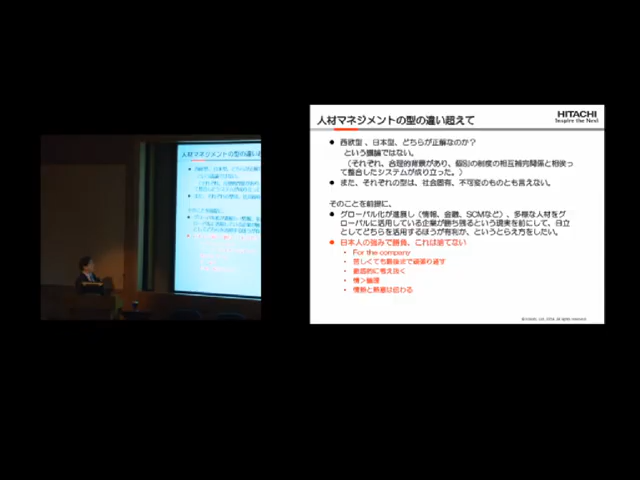 人材マネジメントの型の違い超えて
HITACHI
Inspire the Next
● 西欧型、日本型、どちらが正解なのか?
という議論ではない。
(それぞれ、合理的背景があり、個別の制度の相互補完関係と相俟っ
て整合したシステムが成り立った。)
● また、それぞれの型は、社会固有、不可変のものとも言えない。
そのことを前提に、
● グローバル化が進展し(情報、金融、SCMなど)、多様な人材をグ
ローバルに活用している企業が勝ち残るという現実を前にして、日立
としてどちらを活用するほうが有利か、というとらえ方をしたい。
● 日本人の強みで勝負、これは捨てない
・ For the company
・ 苦しくても最後まで頑張り通す
・ 徹底的に考え抜く
・ 情>論理
・ 情熱と熱意は伝わる